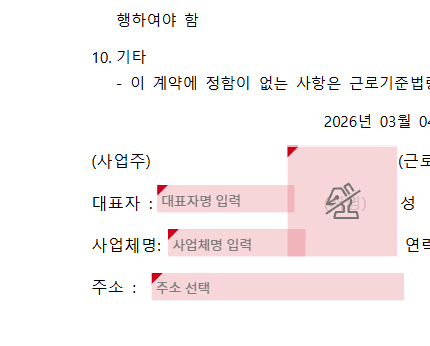 행하여야 함
10. 기타
- 이 계약에 정함이 없는 사항은 근로기준법
2026년 03월
(사업주) (근로
대표자 : 대표자명 입력 성
사업체명: 사업체명 입력 연락
주소 : 주소 선택